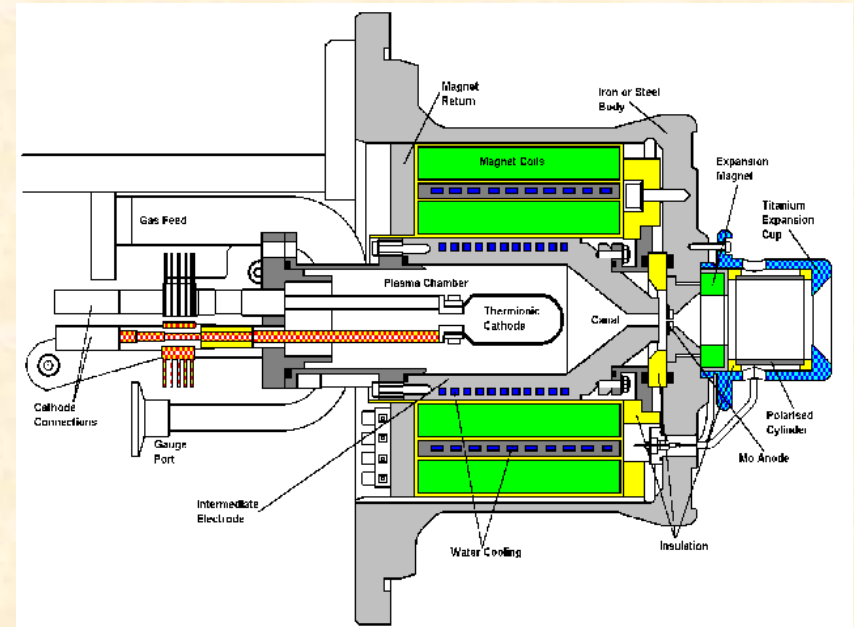 Magnet
Return
Iron or Steel
Body
Magnet Coils
Expansion
Magnet
Titanium
Expansion
Cup
Gas Feed
Plasma Chamber
Thermionic
Cathode
Canal
Cathode
Connections
Gauge
Port
Polarised
Cylinder
Mo Anode
Intermediate
Electrode
Water Cooling
Insulation